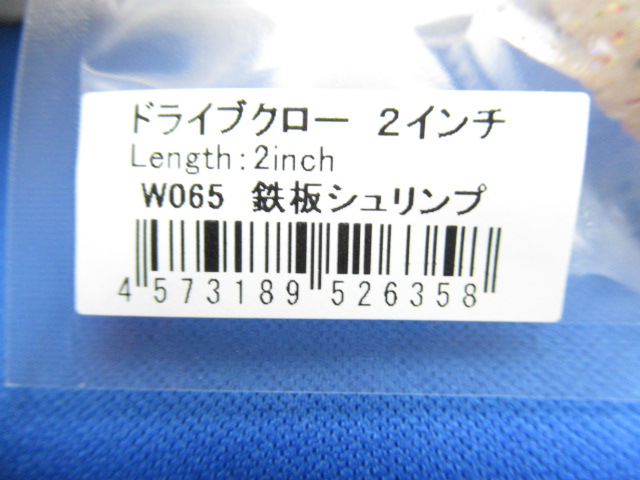 ドライブクロー 2インチ
Length:2inch
W065 鉄板シュリンプ
4 573189 526358